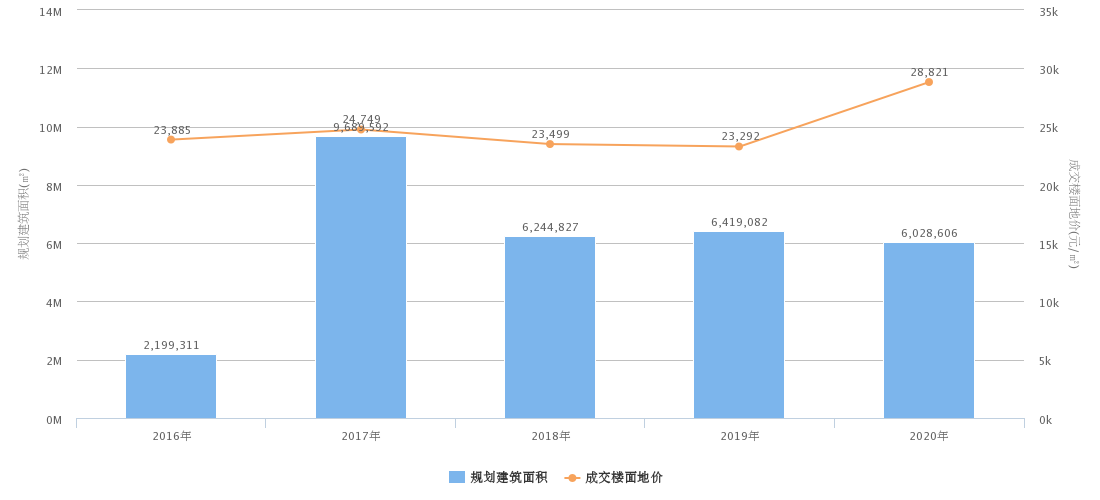 14M
12M
10M
8M
6M
4M
2M
0M
规划建筑面积(㎡)
35k
30k
25k
20k
15k
10k
5k
0k
成交楼面地价(元/㎡)
23,885
24,749
23,499
23,292
28,821
2,199,311
9,689,592
6,244,827
6,419,082
6,028,606
2016年
2017年
2018年
2019年
2020年
规划建筑面积
成交楼面地价